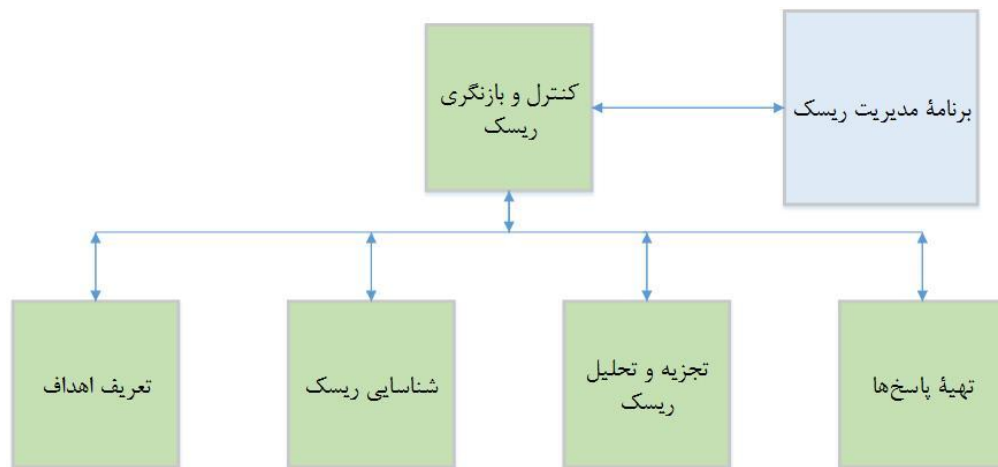 کنترل و بازنگری
ریسک
برنامهٔ مدیریت ریسک
تهیهٔ پاسخ‌ها
تجزیه و تحلیل
ریسک
شناسایی ریسک
تعریف اهداف